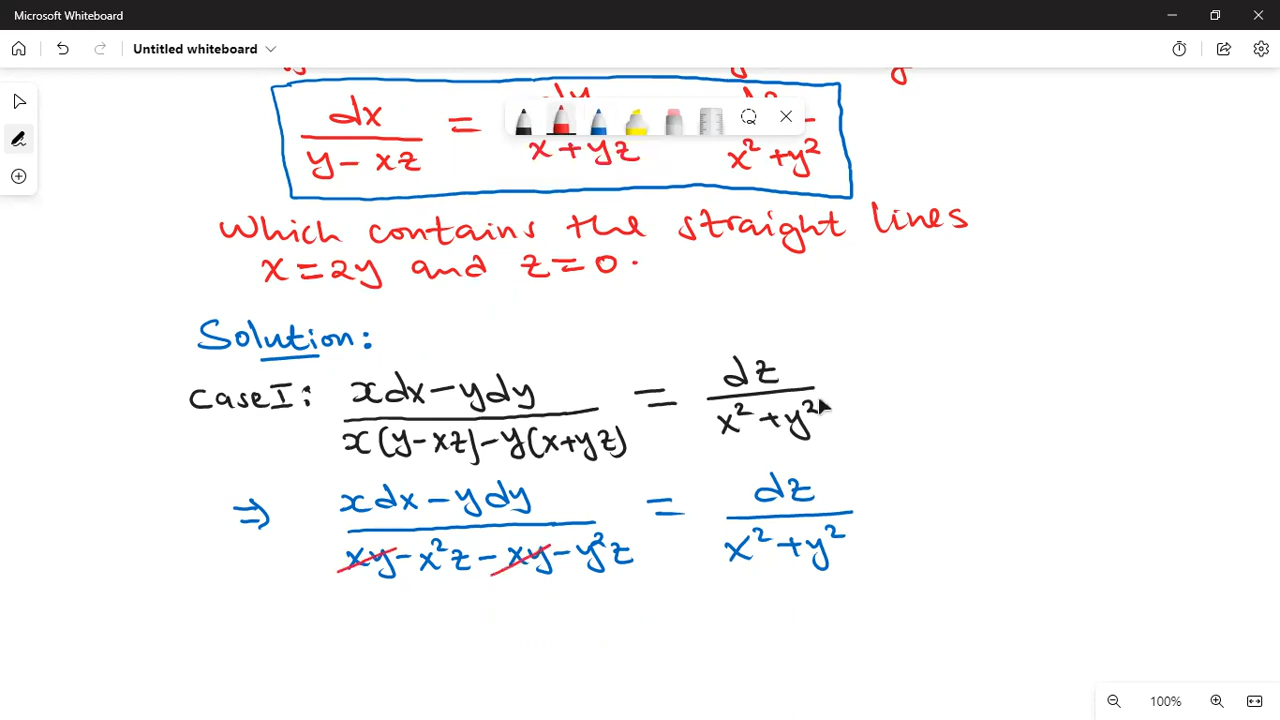 Microsoft Whiteboard
Untitled whiteboard
dx/(y - xz) = dy/(x + yz) = dz/(x² + y²)
Which contains the straight lines
x = 2y and z = 0.
Solution:
Case I: (xdx - ydy)/(x(y - xz) - y(x + yz)) = dz/(x² + y²)
⇒ (xdx - ydy)/(xy - x²z - xy - y²z) = dz/(x² + y²)
100%